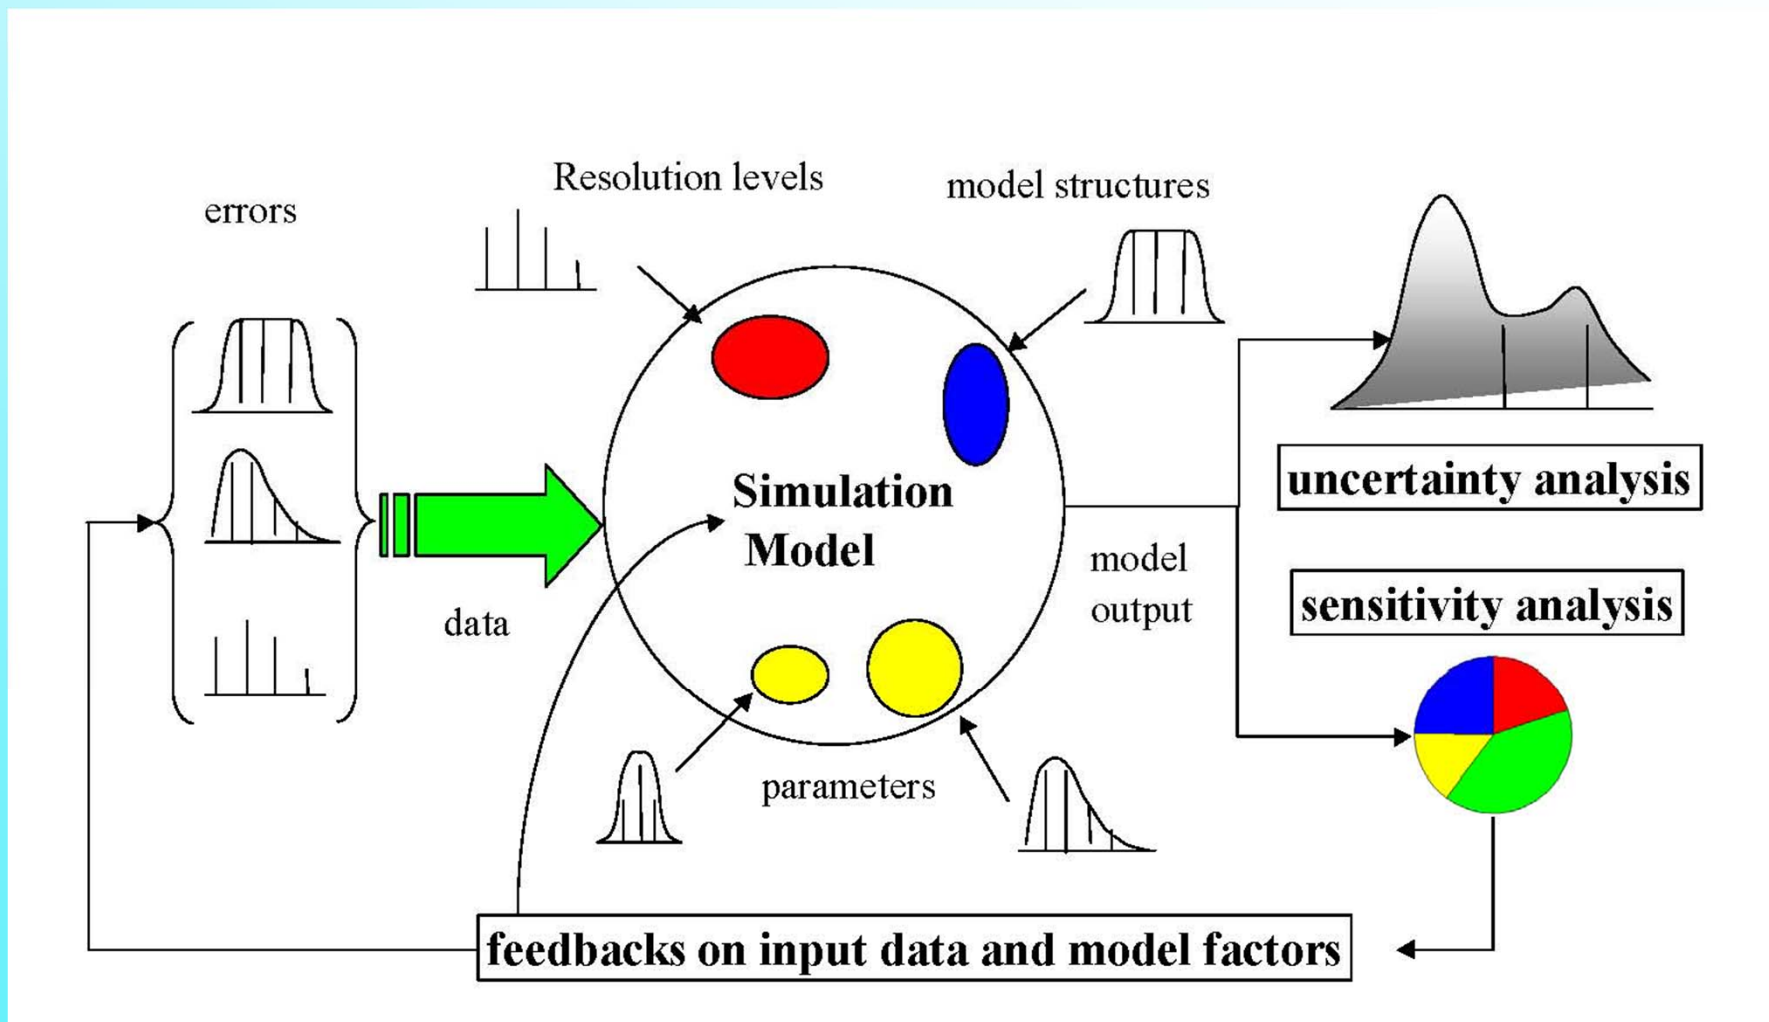 Resolution levels
model structures
errors
Simulation
Model
uncertainty analysis
model
output
sensitivity analysis
data
parameters
feedbacks on input data and model factors